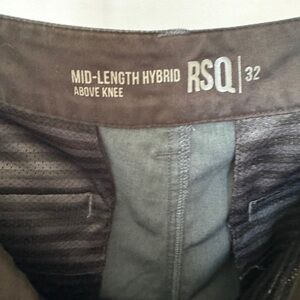 MID-LENGTH HYBRID RSQ 32
ABOVE KNEE